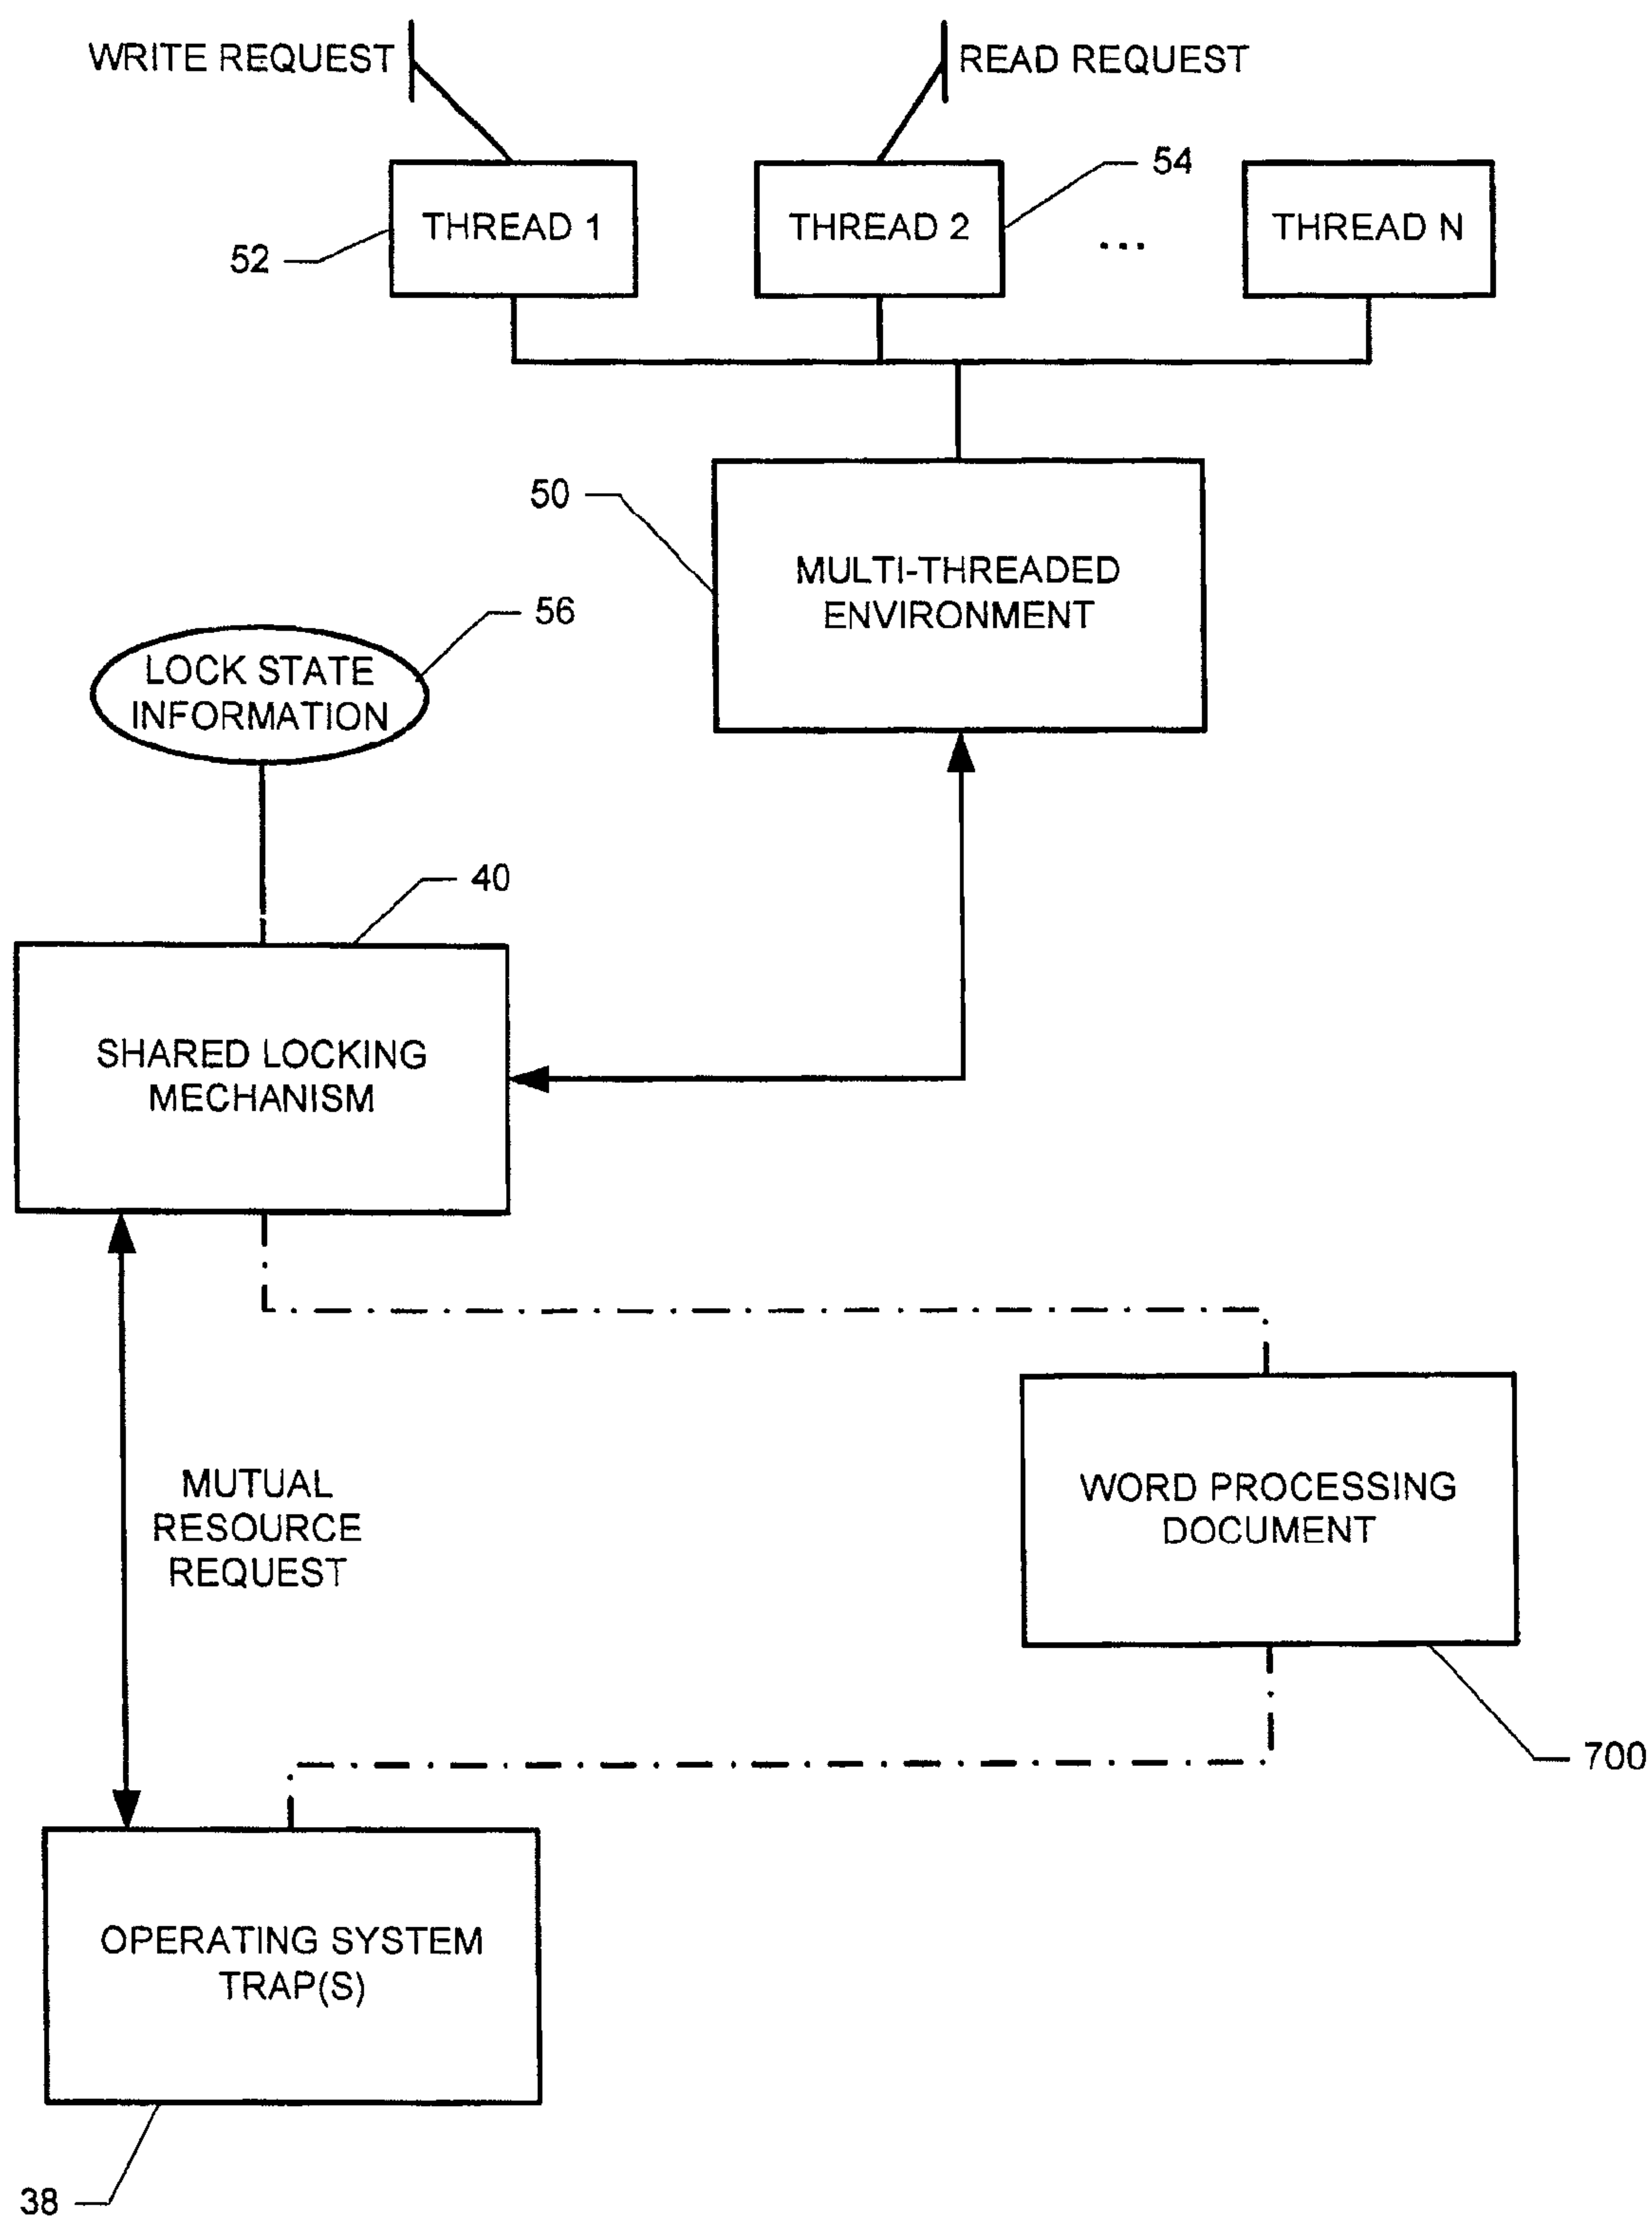 WRITE REQUEST
READ REQUEST
54
THREAD 1
THREAD 2
...
THREAD N
52
50
MULTI-THREADED
ENVIRONMENT
56
LOCK STATE
INFORMATION
40
SHARED LOCKING
MECHANISM
MUTUAL
RESOURCE
REQUEST
WORD PROCESSING
DOCUMENT
700
OPERATING SYSTEM
TRAP(S)
38